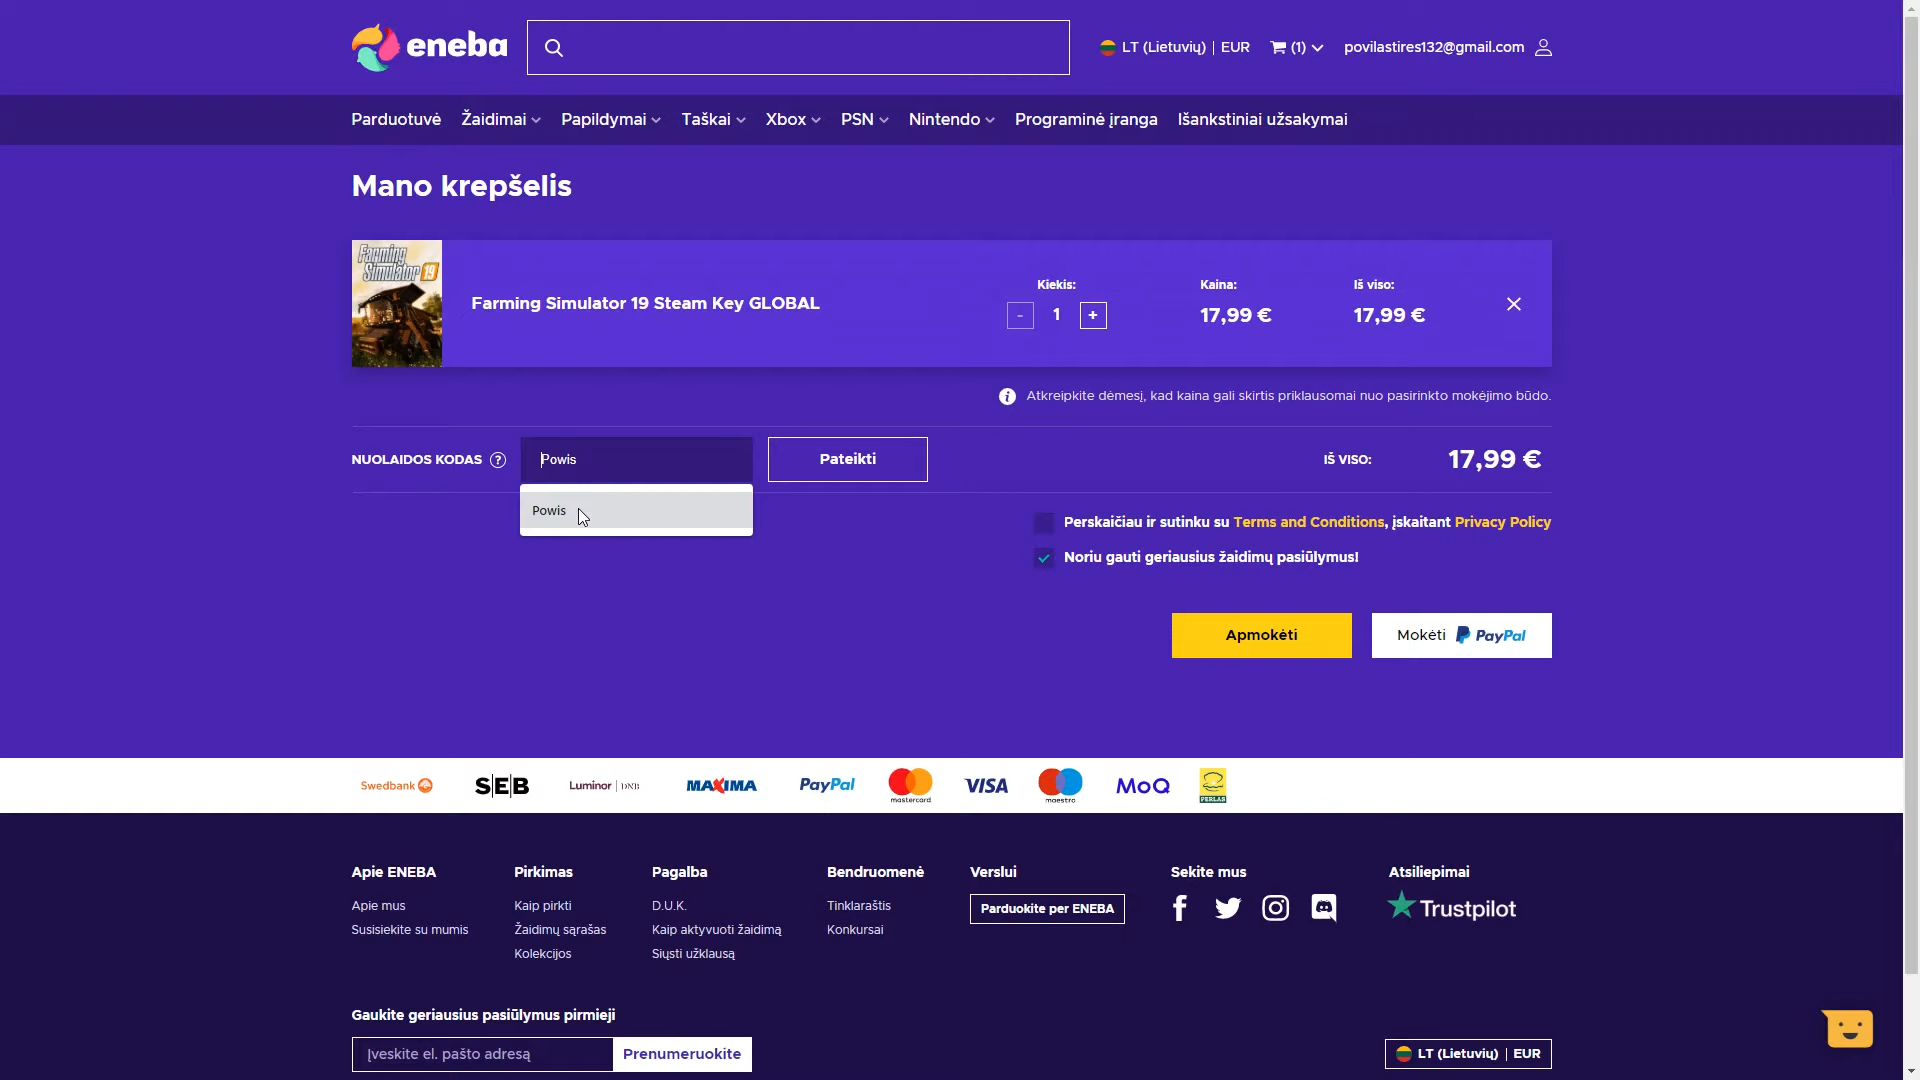 eneba
LT (Lietuvių) | EUR
(1)
povilastires132@gmail.com
Parduotuvė Žaidimai Papildymai Taškai Xbox PSN Nintendo Programinė įranga Išankstiniai užsakymai
Mano krepšelis
Farming Simulator 19
Farming Simulator 19 Steam Key GLOBAL
Kiekis:
- 1 +
Kaina:
17,99 €
Iš viso:
17,99 €
i Atkreipkite dėmesį, kad kaina gali skirtis priklausomai nuo pasirinkto mokėjimo būdo.
NUOLAIDOS KODAS ? Powis Pateikti IŠ VISO: 17,99 €
Powis
Perskaičiau ir sutinku su Terms and Conditions, įskaitant Privacy Policy
Noriu gauti geriausius žaidimų pasiūlymus!
Apmokėti Mokėti PayPal
Swedbank SEB Luminor | DNB MAXIMA PayPal mastercard VISA maestro MoQ PERLAS
Apie ENEBA
Apie mus
Susisiekite su mumis
Pirkimas
Kaip pirkti
Žaidimų sąrašas
Kolekcijos
Pagalba
D.U.K.
Kaip aktyvuoti žaidimą
Siųsti užklausą
Bendruomenė
Tinklaraštis
Konkursai
Verslui
Parduokite per ENEBA
Sekite mus
Atsiliepimai
Trustpilot
Gaukite geriausius pasiūlymus pirmieji
Įveskite el. pašto adresą Prenumeruokite
LT (Lietuvių) | EUR